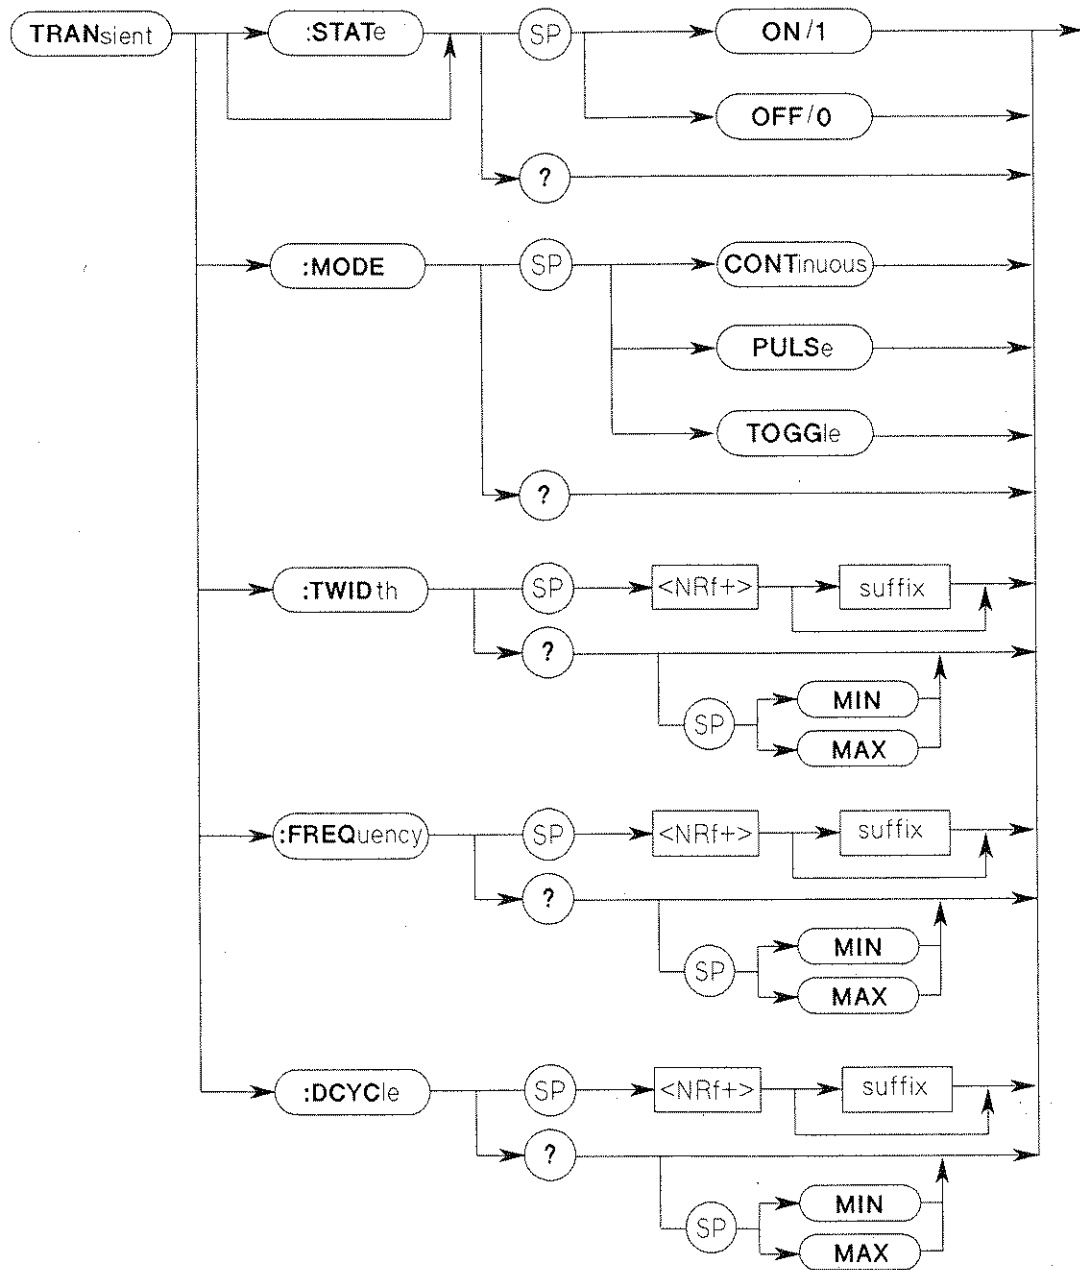 TRANsient :STATe SP ON/1
OFF/0
?
:MODE SP CONTinuous
PULSe
TOGGle
?
:TWIDth SP <NRf+> suffix
?
SP MIN
MAX
:FREQuency SP <NRf+> suffix
?
SP MIN
MAX
:DCYCle SP <NRf+> suffix
?
SP MIN
MAX